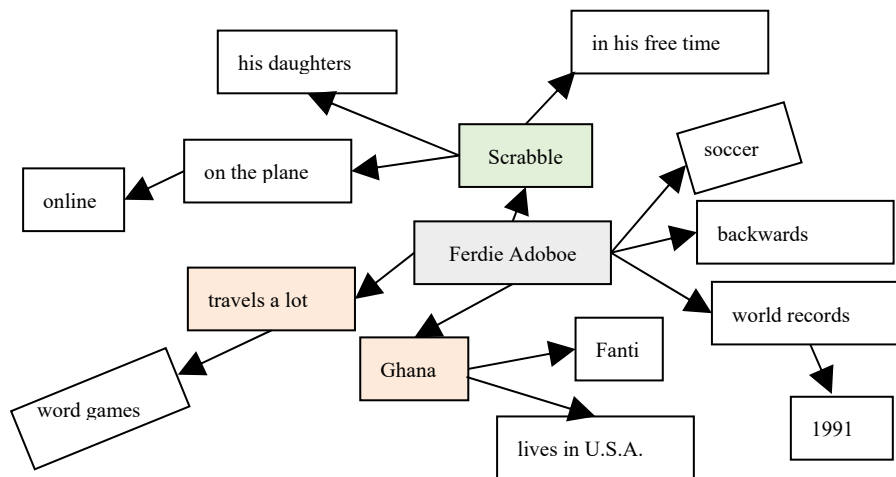 in his free time
his daughters
soccer
Scrabble
on the plane
online
backwards
Ferdie Adoboe
travels a lot
world records
Fanti
Ghana
word games
1991
lives in U.S.A.